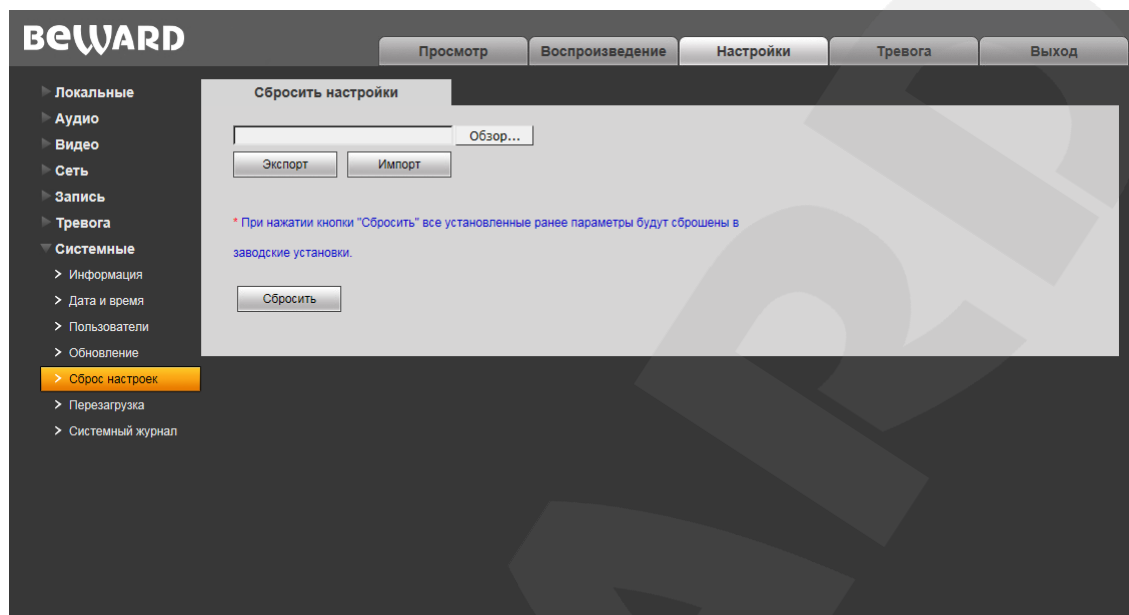 BEWARD
Просмотр
Воспроизведение
Настройки
Тревога
Выход
Локальные
Аудио
Видео
Сеть
Запись
Тревога
Системные
Информация
Дата и время
Пользователи
Обновление
Сброс настроек
Перезагрузка
Системный журнал
Сбросить настройки
Обзор...
Экспорт
Импорт
* При нажатии кнопки "Сбросить" все установленные ранее параметры будут сброшены в
заводские установки.
Сбросить